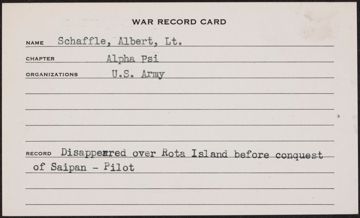 WAR RECORD CARD
NAME Schaffle, Albert, Lt.
CHAPTER Alpha Psi
ORGANIZATIONS U.S. Army
RECORD Disappeared over Rota Island before conquest
of Saipan - Pilot